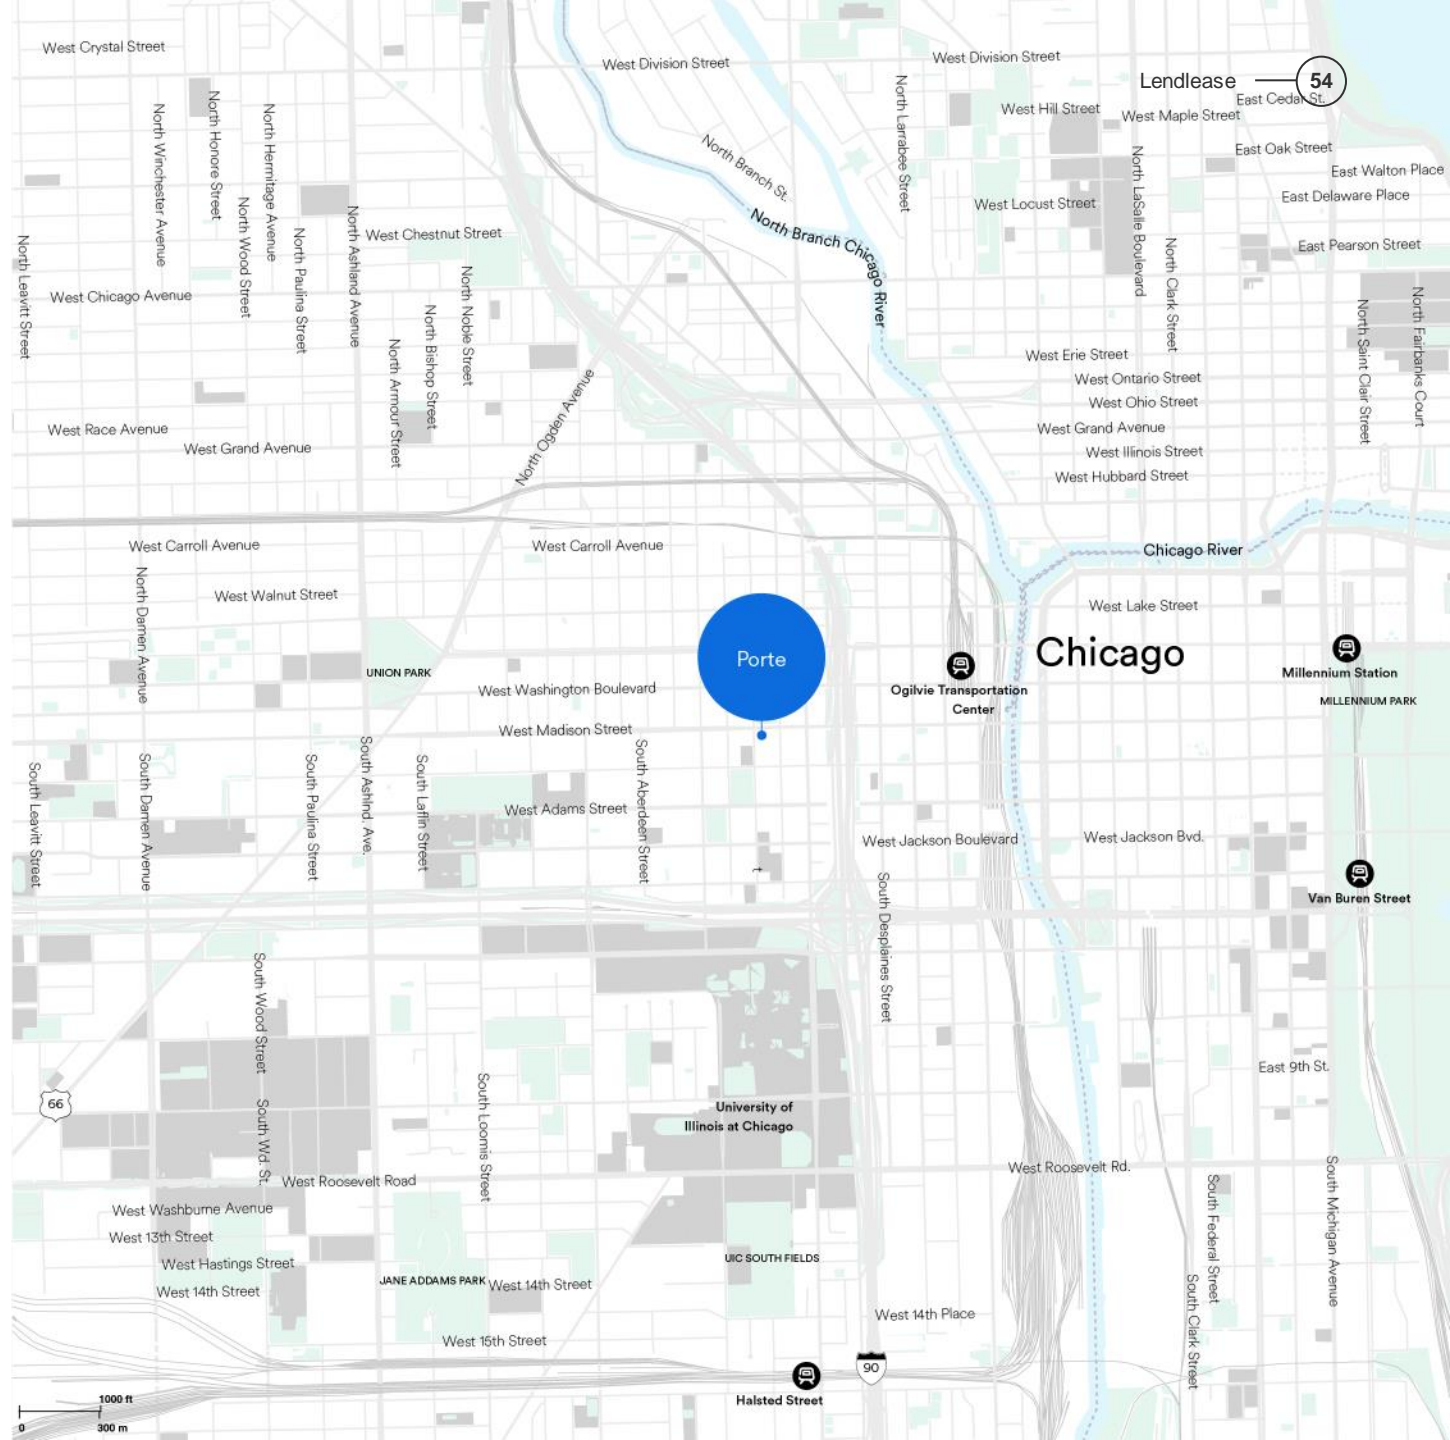 West Crystal Street
West Division Street
West Division Street
Lendlease
54
East Cedar St.
West Hill Street
West Maple Street
North Winchester Avenue
North Honore Street
North Hermitage Avenue
North Larrabee Street
North Branch St.
North LaSalle Boulevard
East Oak Street
East Walton Place
East Delaware Place
West Locust Street
North Wood Street
North Paulina Street
North Ashland Avenue
West Chestnut Street
North Branch Chicago River
North Clark Street
East Pearson Street
North Leavitt Street
West Chicago Avenue
North Noble Street
North Bishop Street
North Armour Street
North Saint Clair Street
North Fairbanks Court
West Erie Street
West Ontario Street
West Ohio Street
West Race Avenue
West Grand Avenue
North Ogden Avenue
West Grand Avenue
West Illinois Street
West Hubbard Street
West Carroll Avenue
West Carroll Avenue
Chicago River
North Damen Avenue
West Walnut Street
West Lake Street
Porte
Chicago
UNION PARK
West Washington Boulevard
Ogilvie Transportation
Center
Millennium Station
MILLENNIUM PARK
West Madison Street
South Leavitt Street
South Damen Avenue
South Paulina Street
South Ashlnd. Ave.
South Laflin Street
South Aberdeen Street
West Adams Street
West Jackson Boulevard
West Jackson Bvd.
t
Van Buren Street
South Desplaines Street
South Wood Street
66
East 9th St.
South Loomis Street
South Wd. St.
University of
Illinois at Chicago
West Roosevelt Road
West Roosevelt Rd.
South Federal Street
South Michigan Avenue
West Washburne Avenue
West 13th Street
West Hastings Street
West 14th Street
JANE ADDAMS PARK
West 14th Street
UIC SOUTH FIELDS
West 14th Place
South Clark Street
West 15th Street
90
Halsted Street
1000 ft
0
300 m